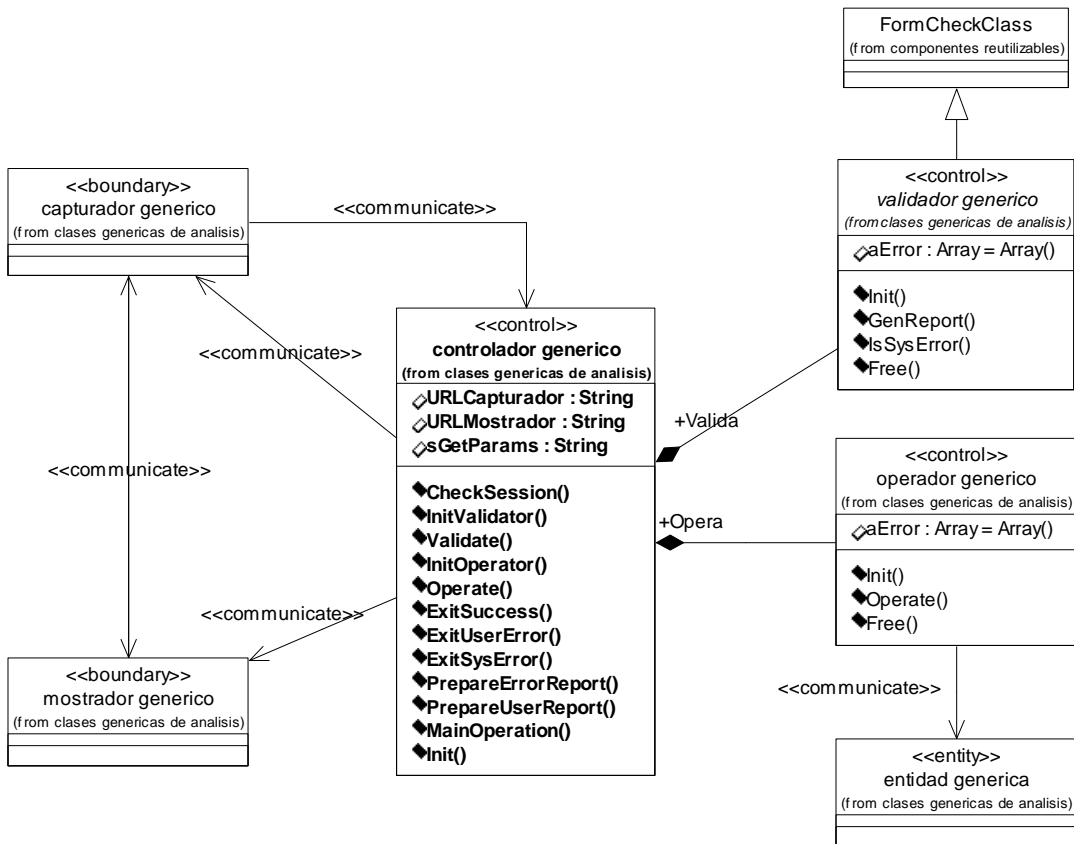 FormCheckClass
(from componentes reutilizables)
<<boundary>>
capturador generico
(from clases genericas de analisis)
<<communicate>>
<<control>>
validador generico
(from clases genericas de analisis)
aError : Array = Array()
Init()
GenReport()
IsSysError()
Free()
<<communicate>>
<<control>>
controlador generico
(from clases genericas de analisis)
URLCapturador : String
URLMostrador : String
sGetParams : String
CheckSession()
InitValidator()
Validate()
InitOperator()
Operate()
ExitSuccess()
ExitUserError()
ExitSysError()
PrepareErrorReport()
PrepareUserReport()
MainOperation()
Init()
+Valida
+Opera
<<communicate>>
<<control>>
operador generico
(from clases genericas de analisis)
aError : Array = Array()
Init()
Operate()
Free()
<<communicate>>
<<boundary>>
mostrador generico
(from clases genericas de analisis)
<<communicate>>
<<entity>>
entidad generica
(from clases genericas de analisis)